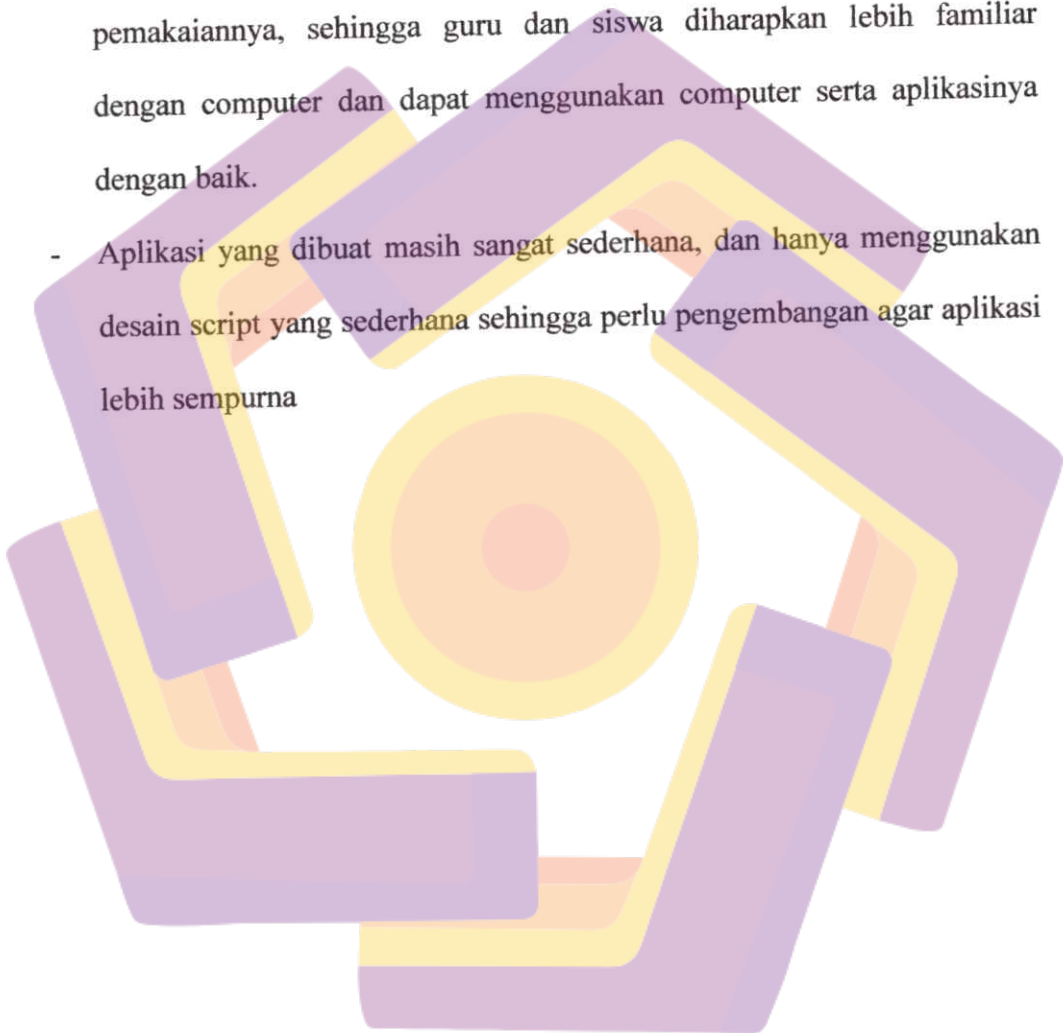 pemakaiannya, sehingga guru dan siswa diharapkan lebih familiar
dengan computer dan dapat menggunakan computer serta aplikasinya
dengan baik.
- Aplikasi yang dibuat masih sangat sederhana, dan hanya menggunakan
desain script yang sederhana sehingga perlu pengembangan agar aplikasi
lebih sempurna